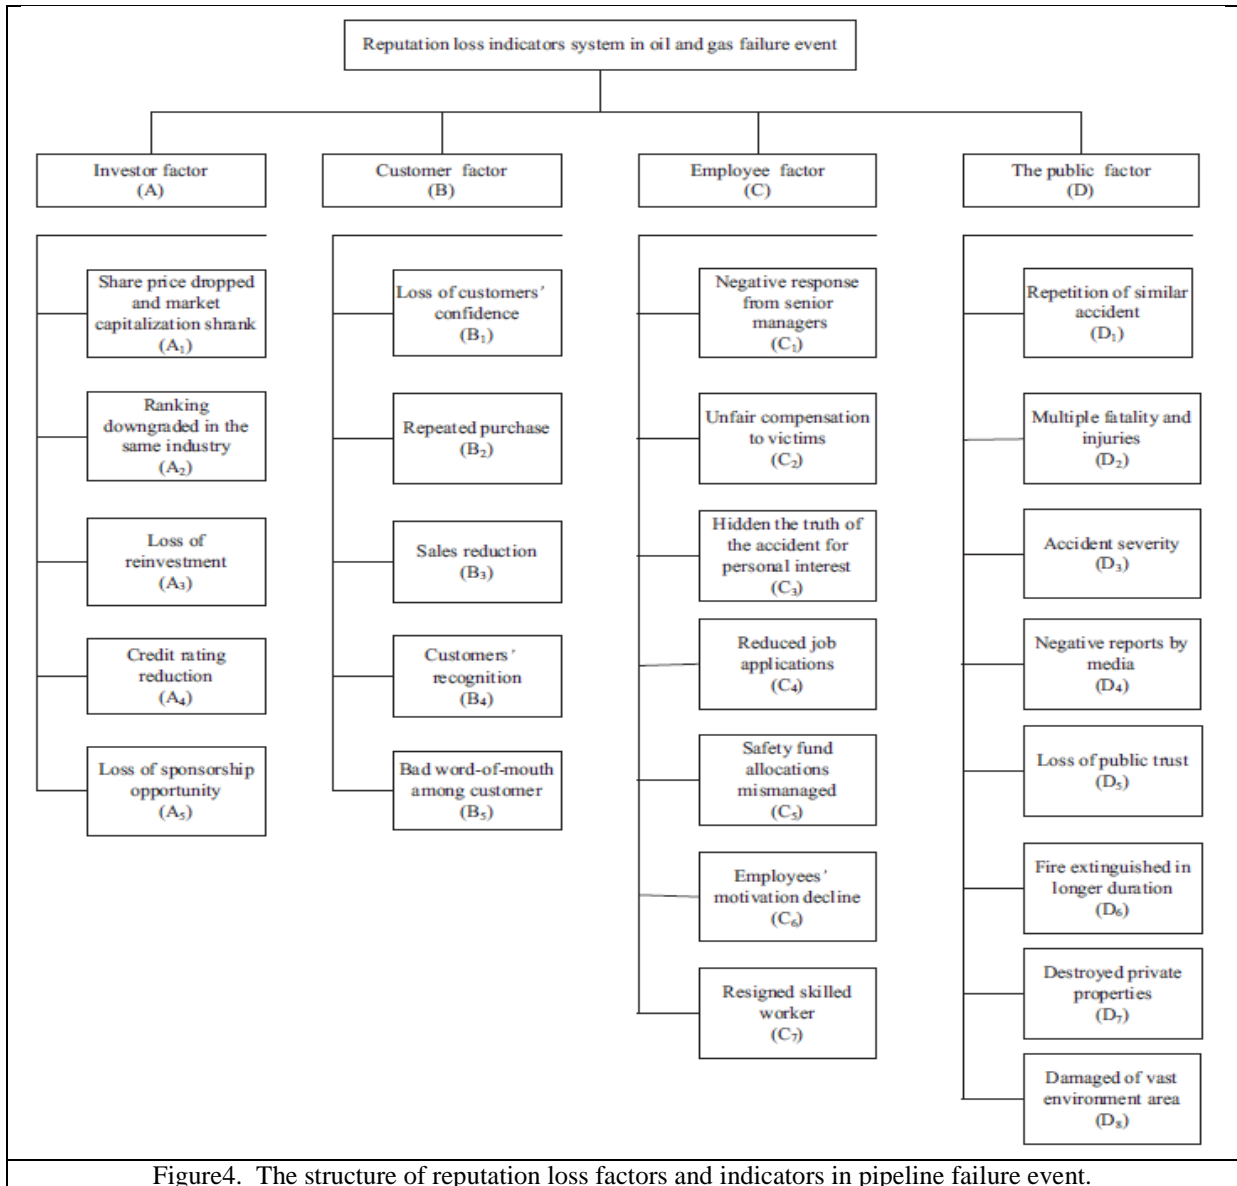 Reputation loss indicators system in oil and gas failure event
Investor factor
(A)
Customer factor
(B)
Employee factor
(C)
The public factor
(D)
Share price dropped
and market
capitalization shrank
(A₁)
Ranking
downgraded in the
same industry
(A₂)
Loss of
reinvestment
(A₃)
Credit rating
reduction
(A₄)
Loss of sponsorship
opportunity
(A₅)
Loss of customers’
confidence
(B₁)
Repeated purchase
(B₂)
Sales reduction
(B₃)
Customers’
recognition
(B₄)
Bad word-of-mouth
among customer
(B₅)
Negative response
from senior
managers
(C₁)
Unfair compensation
to victims
(C₂)
Hidden the truth of
the accident for
personal interest
(C₃)
Reduced job
applications
(C₄)
Safety fund
allocations
mismanaged
(C₅)
Employees’
motivation decline
(C₆)
Resigned skilled
worker
(C₇)
Repetition of similar
accident
(D₁)
Multiple fatality and
injuries
(D₂)
Accident severity
(D₃)
Negative reports by
media
(D₄)
Loss of public trust
(D₅)
Fire extinguished in
longer duration
(D₆)
Destroyed private
properties
(D₇)
Damaged of vast
environment area
(D₈)
Figure4. The structure of reputation loss factors and indicators in pipeline failure event.